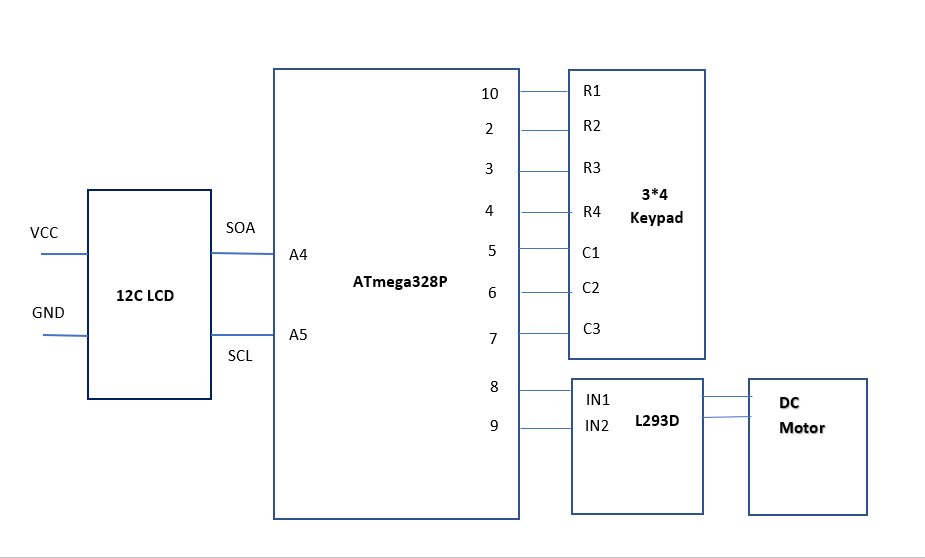 VCC
GND
12C LCD
SOA
SCL
A4
A5
ATmega328P
10
2
3
4
5
6
7
8
9
R1
R2
R3
R4
C1
C2
C3
3*4
Keypad
IN1
IN2
L293D
DC
Motor